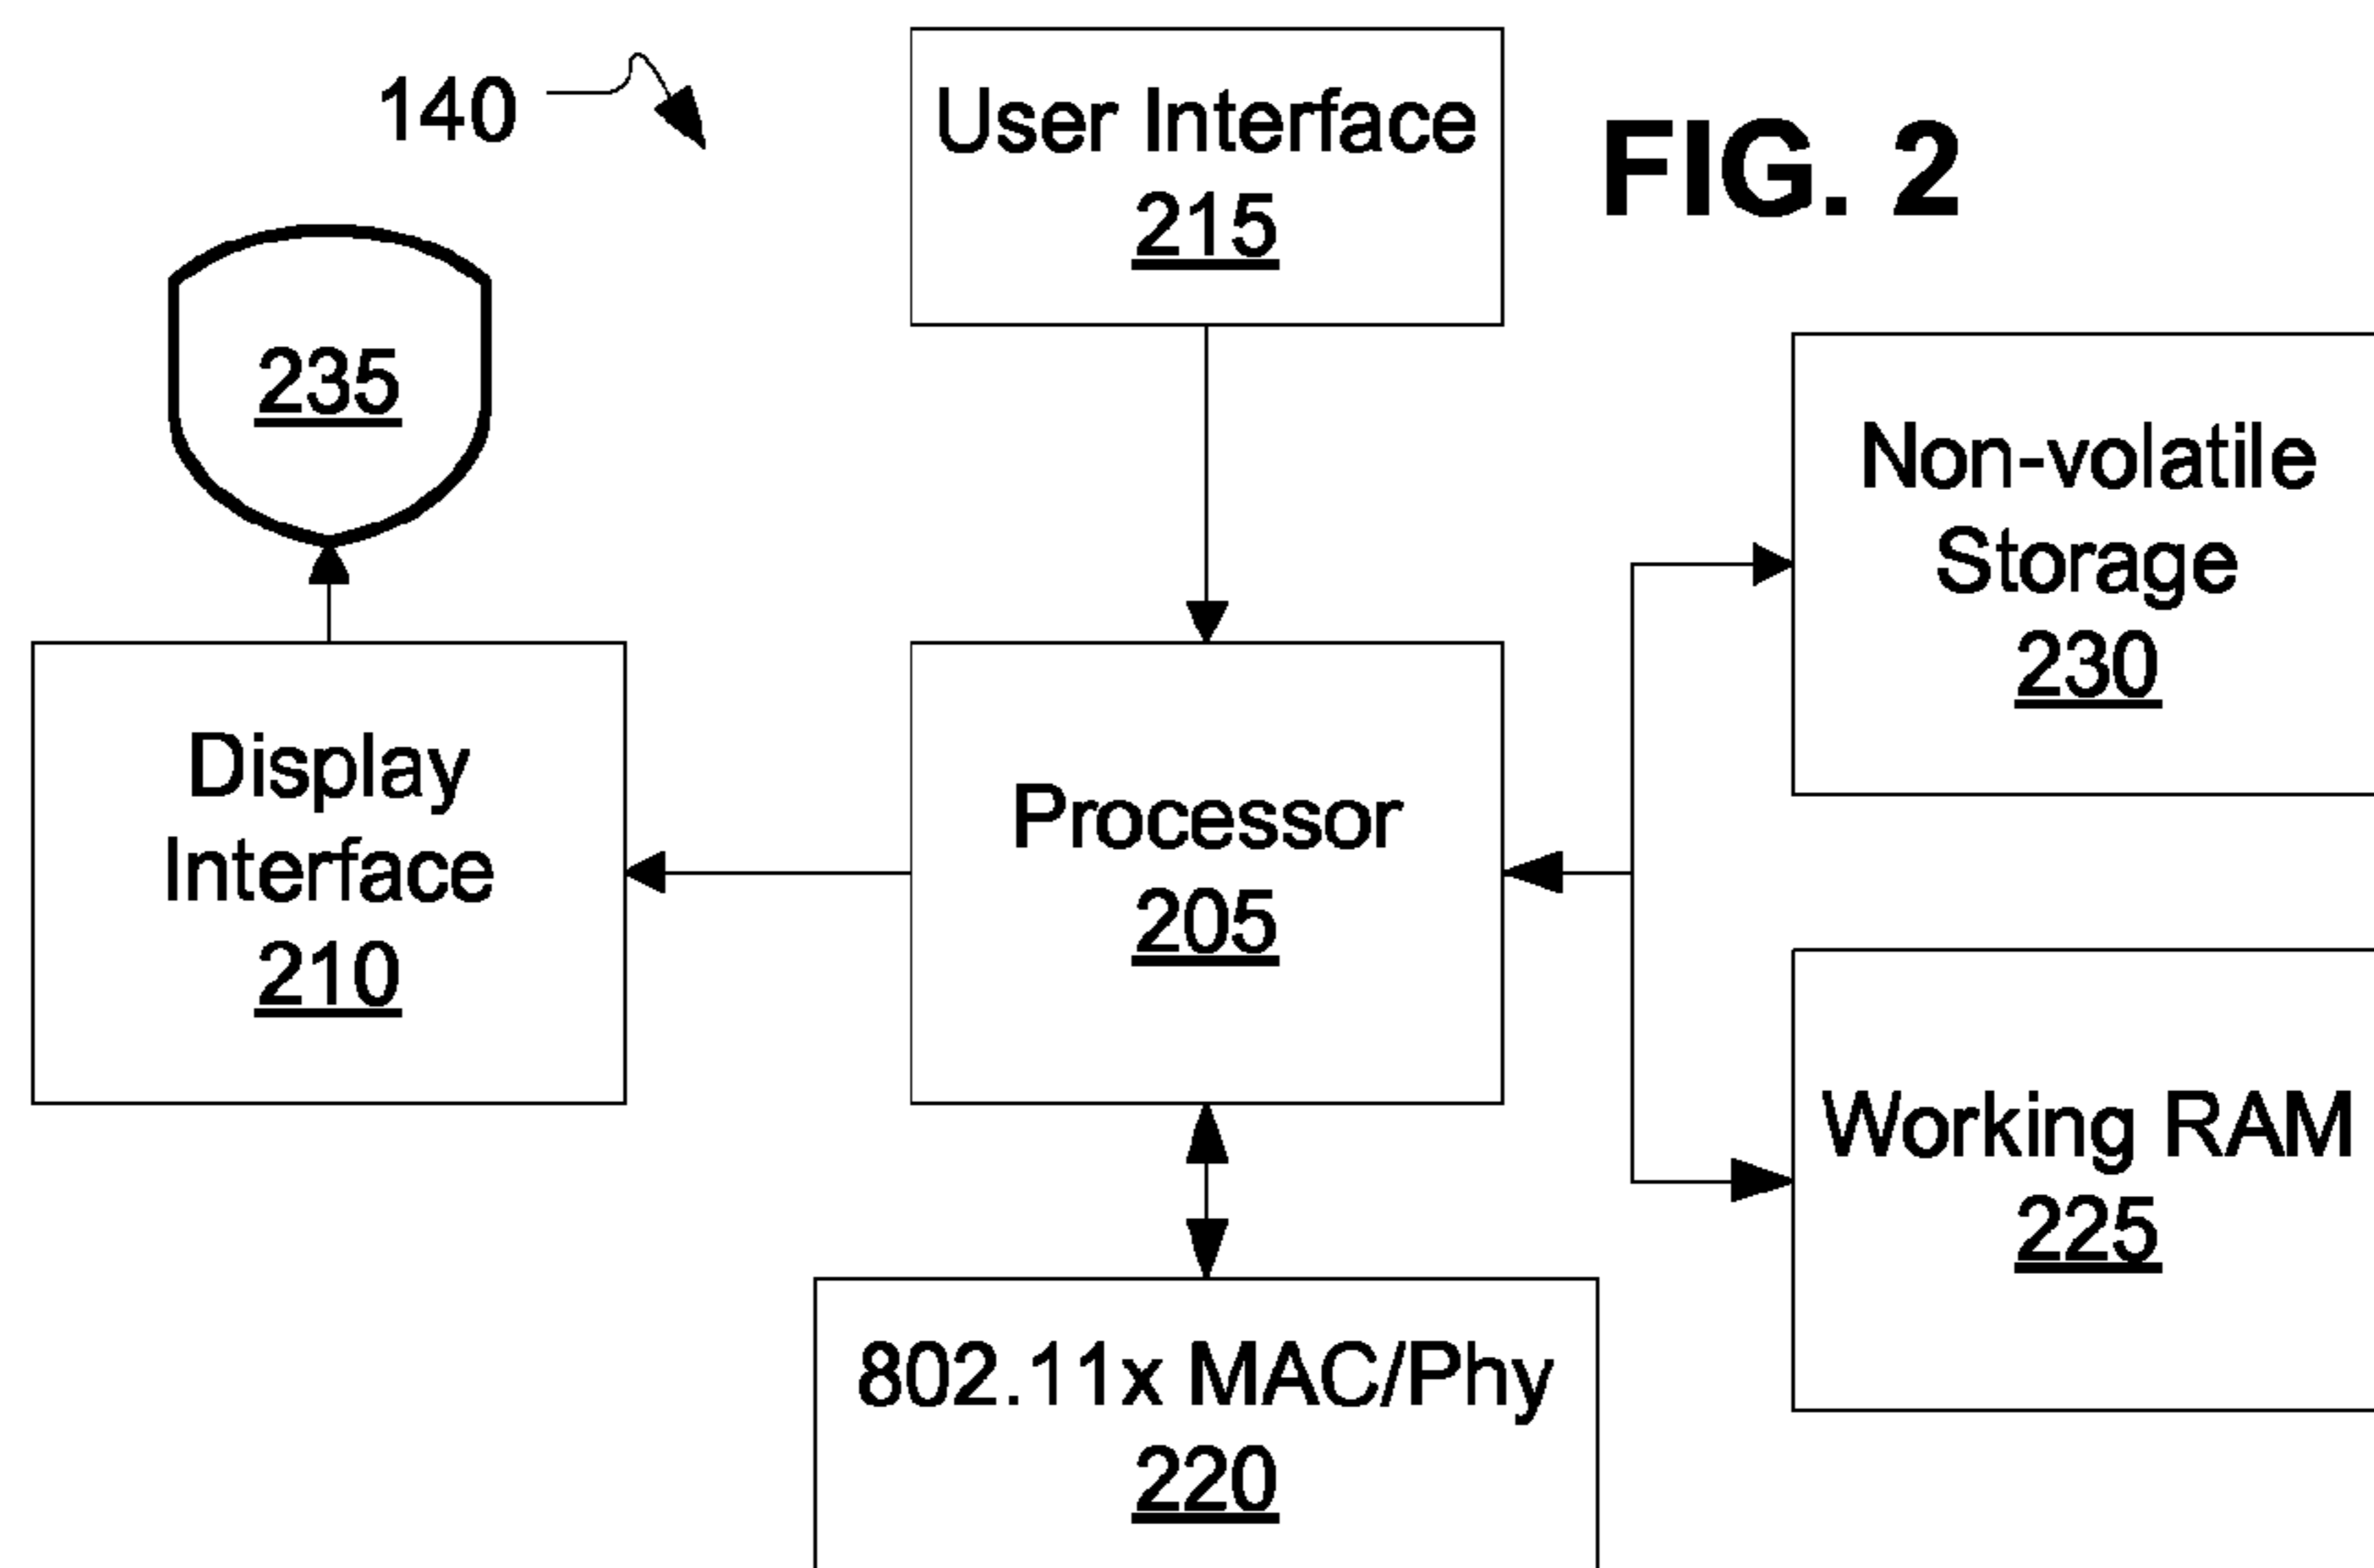 140
User Interface
215
FIG. 2
235
Non-volatile
Storage
230
Display
Interface
210
Processor
205
Working RAM
225
802.11x MAC/Phy
220